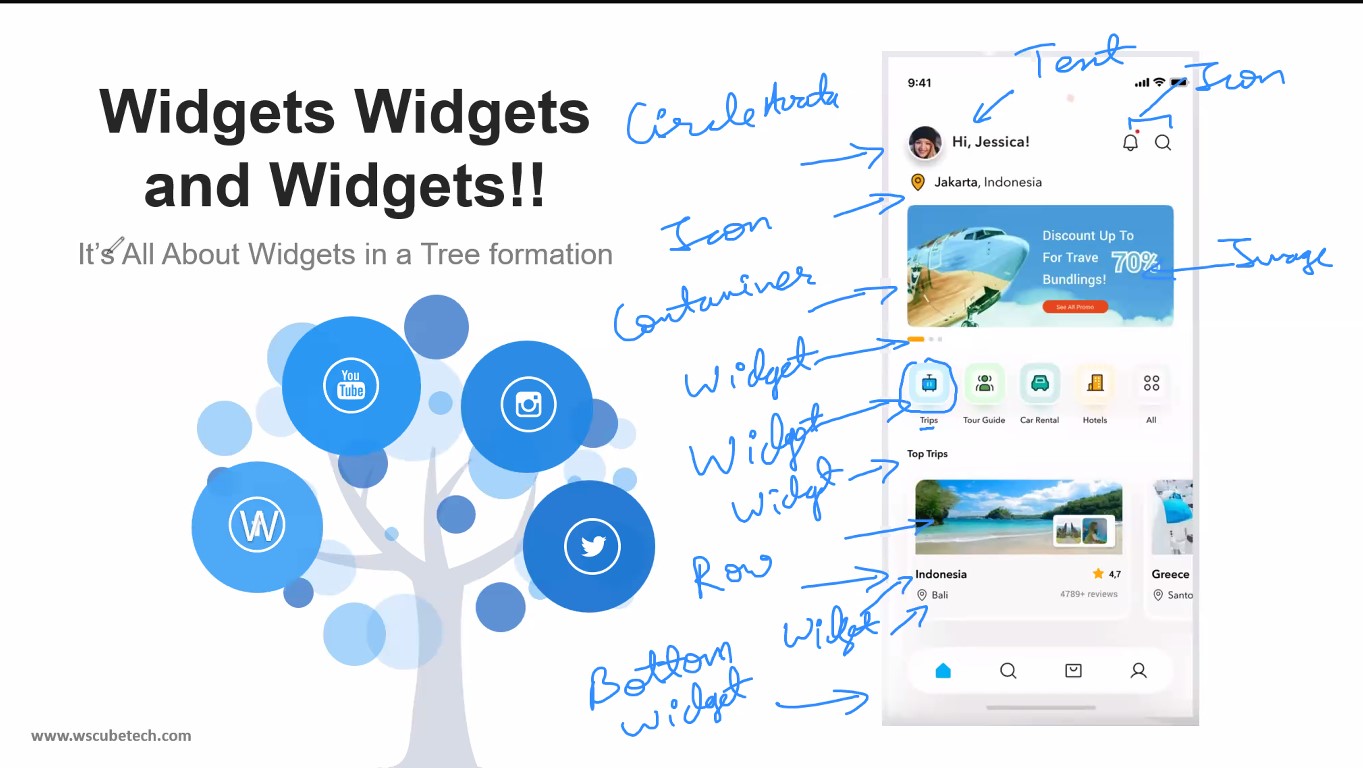 Widgets Widgets
and Widgets!!
It's All About Widgets in a Tree formation
You
Tube
W
www.wscubetech.com
Text
Icon
Icon
Container
Image
Widget
Widget
Widget
Row
Widget
Bottom
Widget
9:41
Hi, Jessica!
Jakarta, Indonesia
Discount Up To
For Trave 70%
Bundlings!
See All Promo
Trips
Tour Guide
Car Rental
Hotels
All
Top Trips
Indonesia
4,7
Greece
Bali
4789+ reviews
Santo